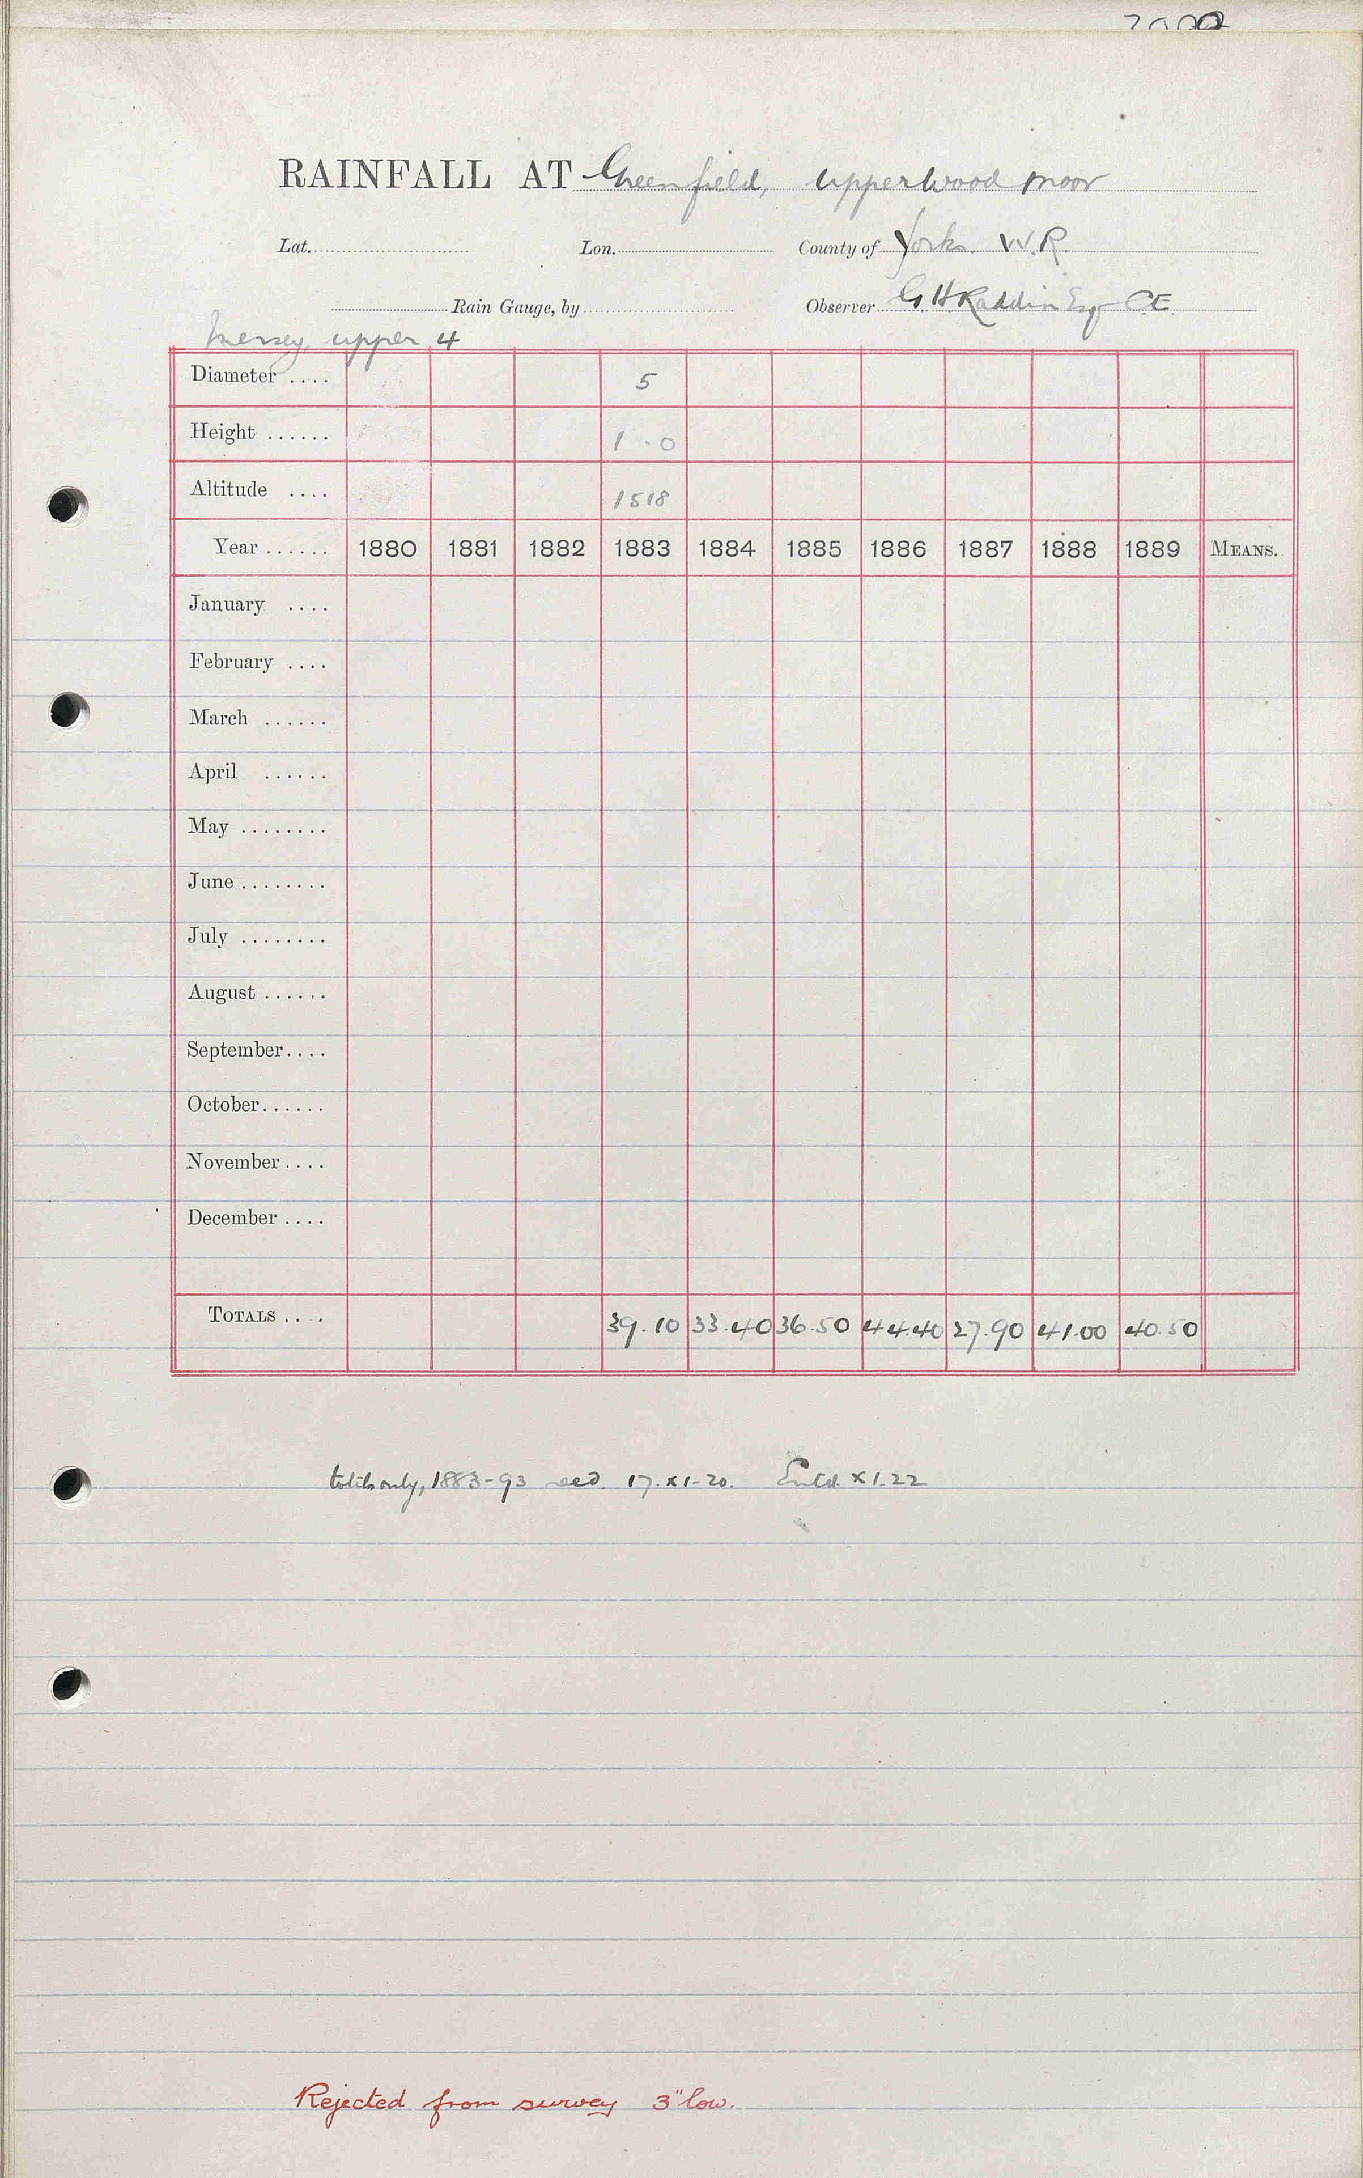 RAINFALL AT Greenfield, Upperwood Moor
Lat. Lon. County of Yorks. W.R.
Rain Gauge, by Observer G H Raddin Esq CE
Mersey, upper 4
Diameter .... 5
Height ...... 1 - 0
Altitude .... 1518
Year ...... 1880 1881 1882 1883 1884 1885 1886 1887 1888 1889 MEANS.
January ....
February ....
March ......
April ......
May ........
June ........
July ........
August ......
September ....
October ......
November ....
December ....
TOTALS .... 39.10 33.40 36.50 44.40 27.90 41.00 40.50
totals only, 1883-93 recd. 17.XI-20. Entd. XI.22
Rejected from survey 3" low.